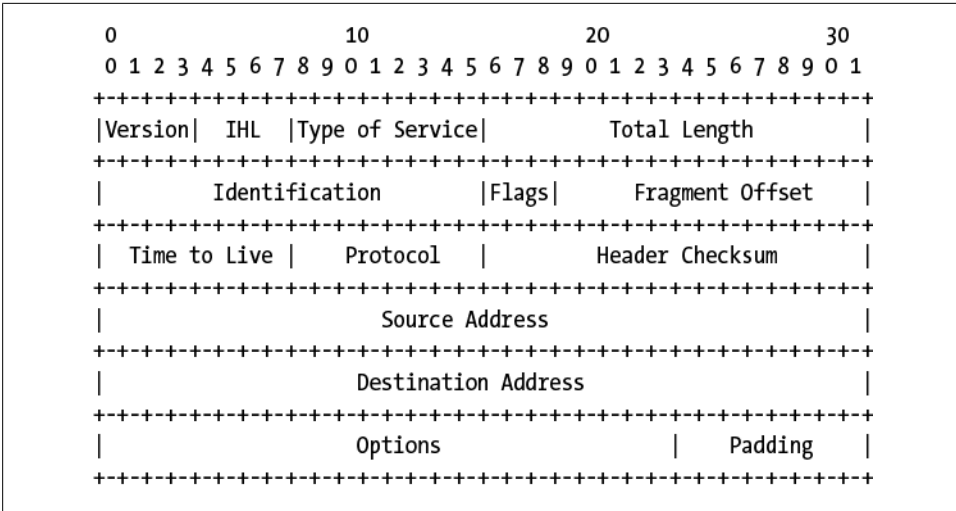 0                   10                  20                  30
0 1 2 3 4 5 6 7 8 9 0 1 2 3 4 5 6 7 8 9 0 1 2 3 4 5 6 7 8 9 0 1
+-+-+-+-+-+-+-+-+-+-+-+-+-+-+-+-+-+-+-+-+-+-+-+-+-+-+-+-+-+-+-+-+
|Version|  IHL  |Type of Service|          Total Length         |
+-+-+-+-+-+-+-+-+-+-+-+-+-+-+-+-+-+-+-+-+-+-+-+-+-+-+-+-+-+-+-+-+
|         Identification        |Flags|      Fragment Offset    |
+-+-+-+-+-+-+-+-+-+-+-+-+-+-+-+-+-+-+-+-+-+-+-+-+-+-+-+-+-+-+-+-+
|  Time to Live |    Protocol   |         Header Checksum       |
+-+-+-+-+-+-+-+-+-+-+-+-+-+-+-+-+-+-+-+-+-+-+-+-+-+-+-+-+-+-+-+-+
|                       Source Address                          |
+-+-+-+-+-+-+-+-+-+-+-+-+-+-+-+-+-+-+-+-+-+-+-+-+-+-+-+-+-+-+-+-+
|                     Destination Address                       |
+-+-+-+-+-+-+-+-+-+-+-+-+-+-+-+-+-+-+-+-+-+-+-+-+-+-+-+-+-+-+-+-+
|                     Options                   |    Padding    |
+-+-+-+-+-+-+-+-+-+-+-+-+-+-+-+-+-+-+-+-+-+-+-+-+-+-+-+-+-+-+-+-+